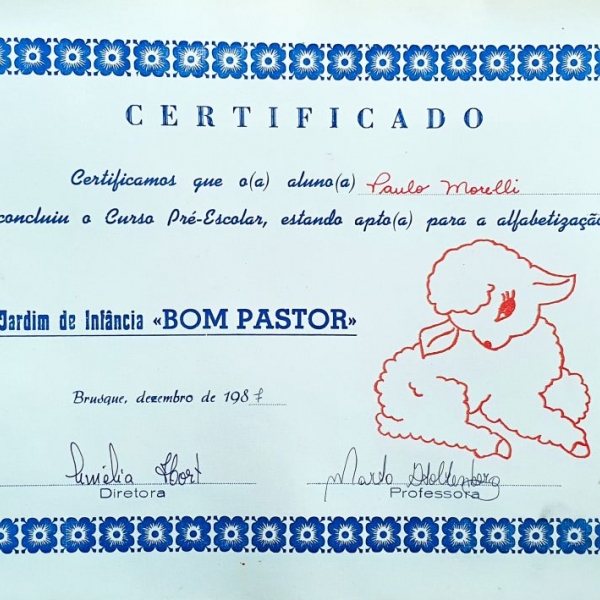 CERTIFICADO
Certificamos que o(a) aluno(a) Paulo Morelli
concluiu o Curso Pré-Escolar, estando apto(a) para a alfabetização
Jardim de Infância «BOM PASTOR»
Brusque, dezembro de 1987
Diretora
Professora